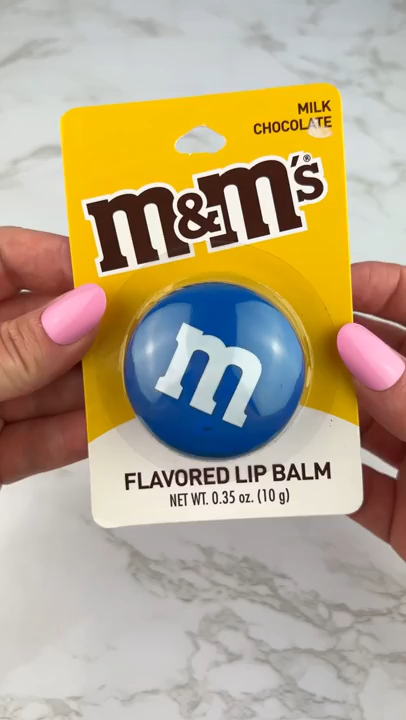 MILK
CHOCOLATE
m&m's®
m
FLAVORED LIP BALM
NET WT. 0.35 oz. (10 g)